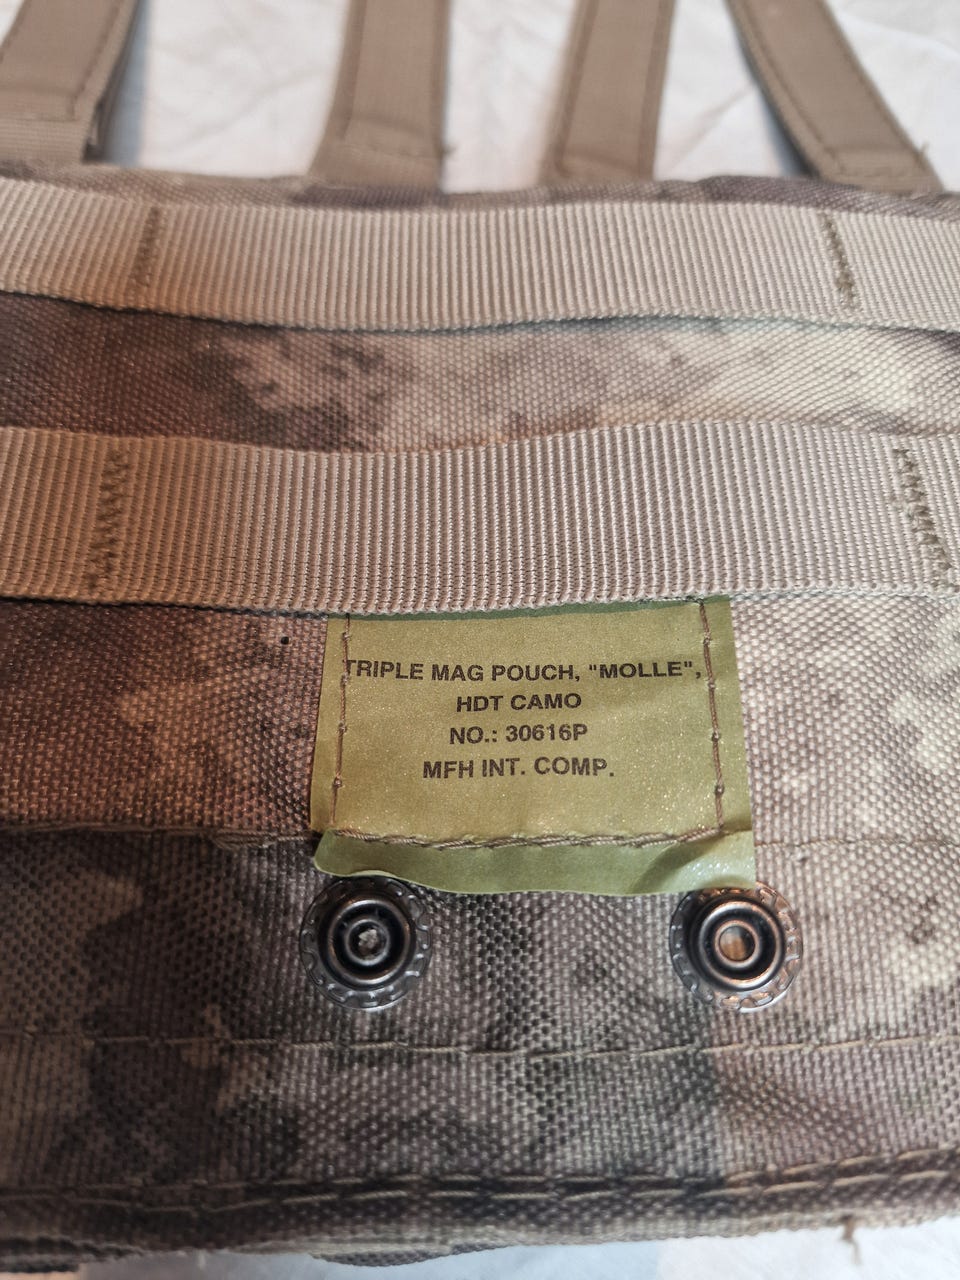 TRIPLE MAG POUCH, "MOLLE",
HDT CAMO
NO.: 30616P
MFH INT. COMP.